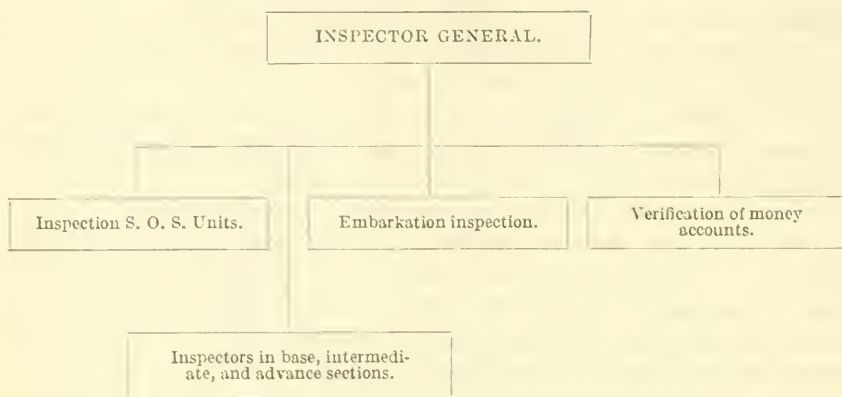 INSPECTOR GENERAL.
Inspection S. O. S. Units.
Embarkation inspection.
Verification of money
accounts.
Inspectors in base, intermedi-
ate, and advance sections.